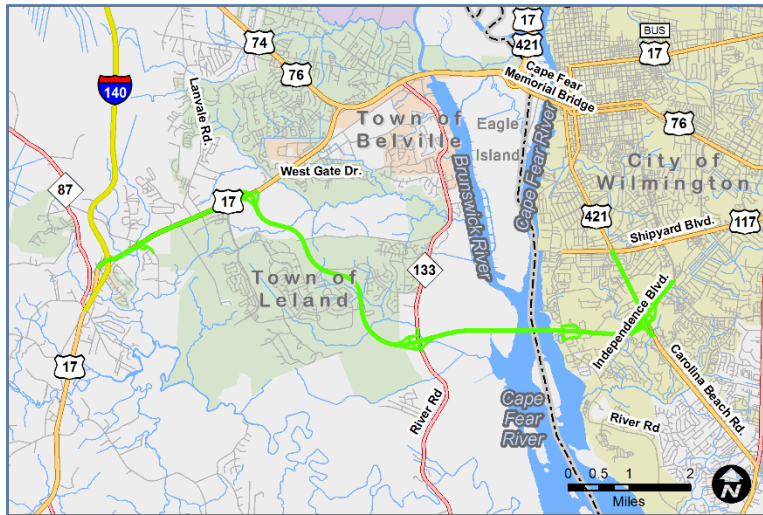 17
BUS
17
421
74
76
Cape Fear
Memorial Bridge
140
Lanvale Rd.
Town of
Belville
Eagle
Island
Cape Fear River
Brunswick River
76
City of
Wilmington
87
West Gate Dr.
17
421
Shipyard Blvd.
117
133
Town of
Leland
Independence Blvd.
17
River Rd
Cape
Fear
River
Carolina Beach Rd
River Rd
0 0.5 1 2
Miles
N